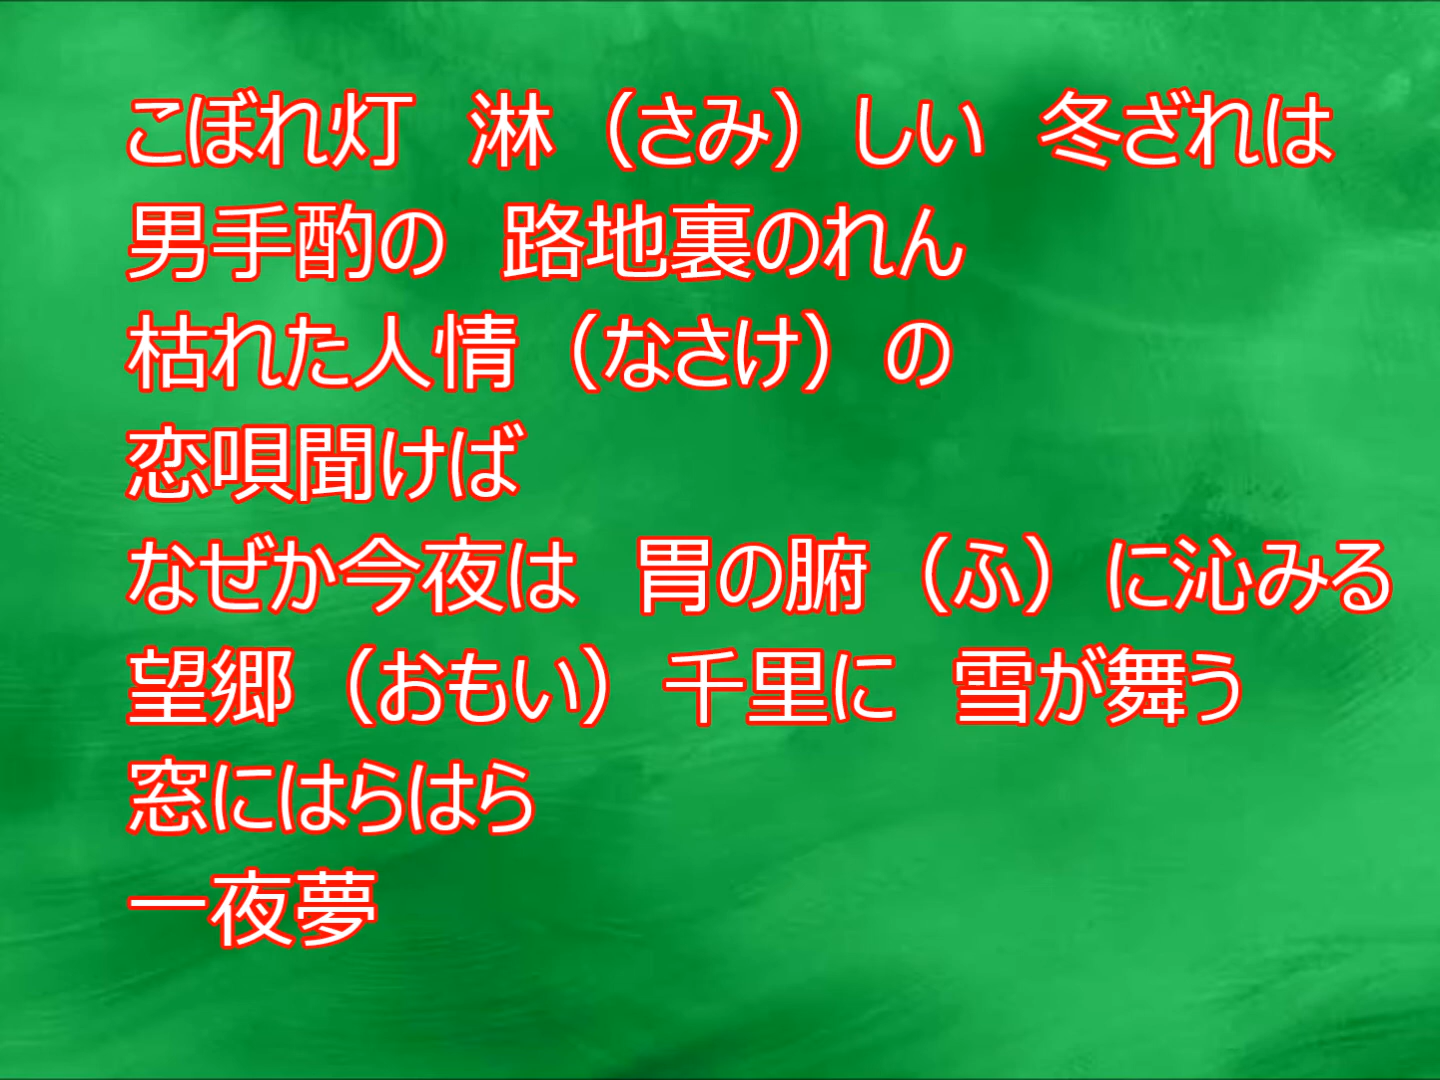 こぼれ灯　淋（さみ）しい　冬ざれは
男手酌の　路地裏のれん
枯れた人情（なさけ）の
恋唄聞けば
なぜか今夜は　胃の腑（ふ）に沁みる
望郷（おもい）千里に　雪が舞う
窓にはらはら
一夜夢